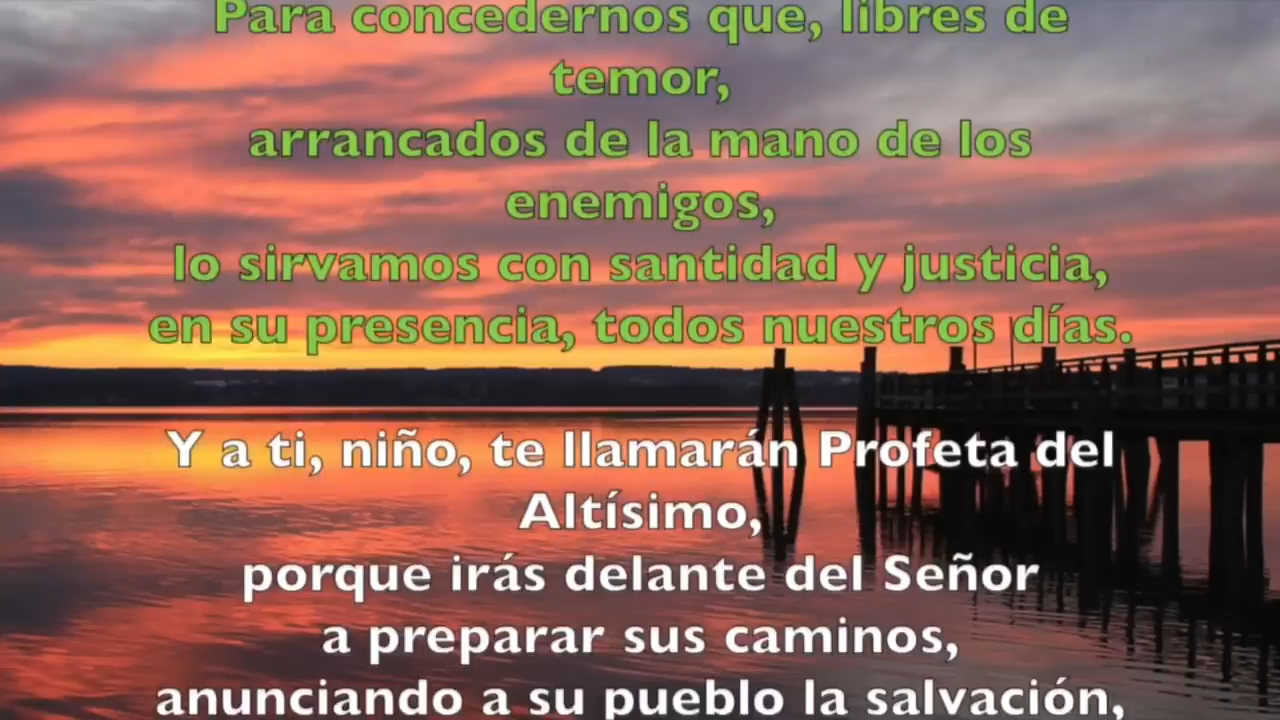 Para concedernos que, libres de
temor,
arrancados de la mano de los
enemigos,
lo sirvamos con santidad y justicia,
en su presencia, todos nuestros días.
Y a ti, niño, te llamarán Profeta del
Altísimo,
porque irás delante del Señor
a preparar sus caminos,
anunciando a su pueblo la salvación,